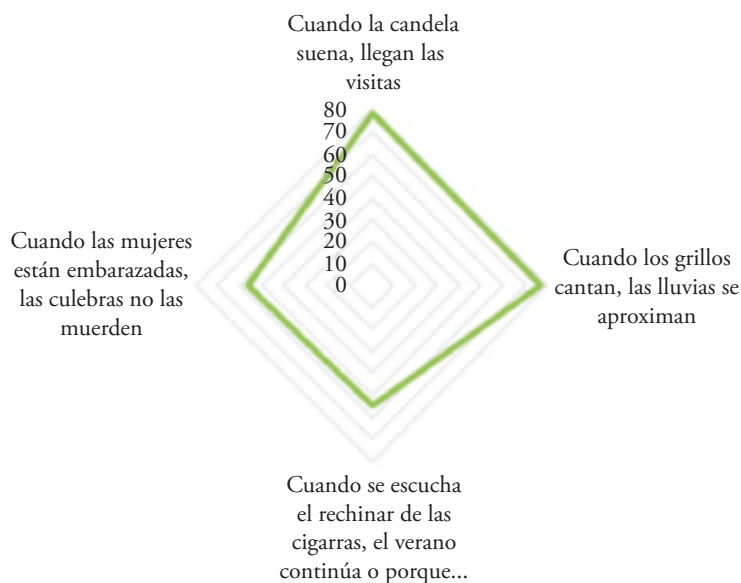 Cuando la candela
suena, llegan las
visitas
80
70
60
50
40
30
20
10
0
Cuando las mujeres
están embarazadas,
las culebras no las
muerden
Cuando los grillos
cantan, las lluvias se
aproximan
Cuando se escucha
el rechinar de las
cigarras, el verano
continúa o porque...